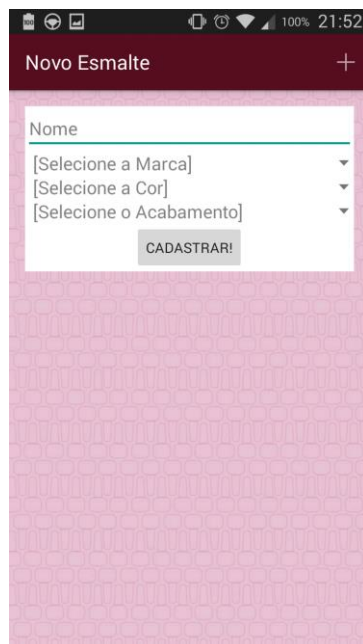 100% 21:52
Novo Esmalte +
Nome
[Selecione a Marca]
[Selecione a Cor]
[Selecione o Acabamento]
CADASTRAR!